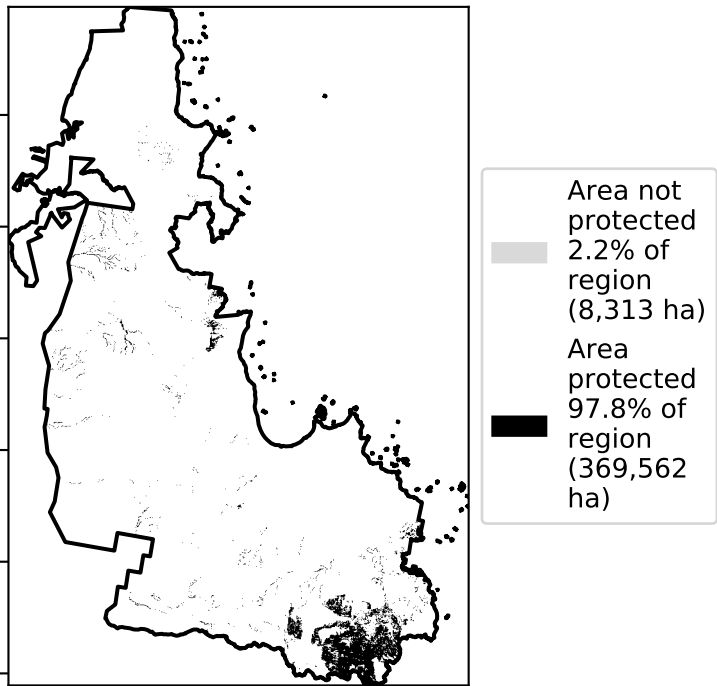 Area not
protected
2.2% of
region
(8,313 ha)
Area
protected
97.8% of
region
(369,562
ha)